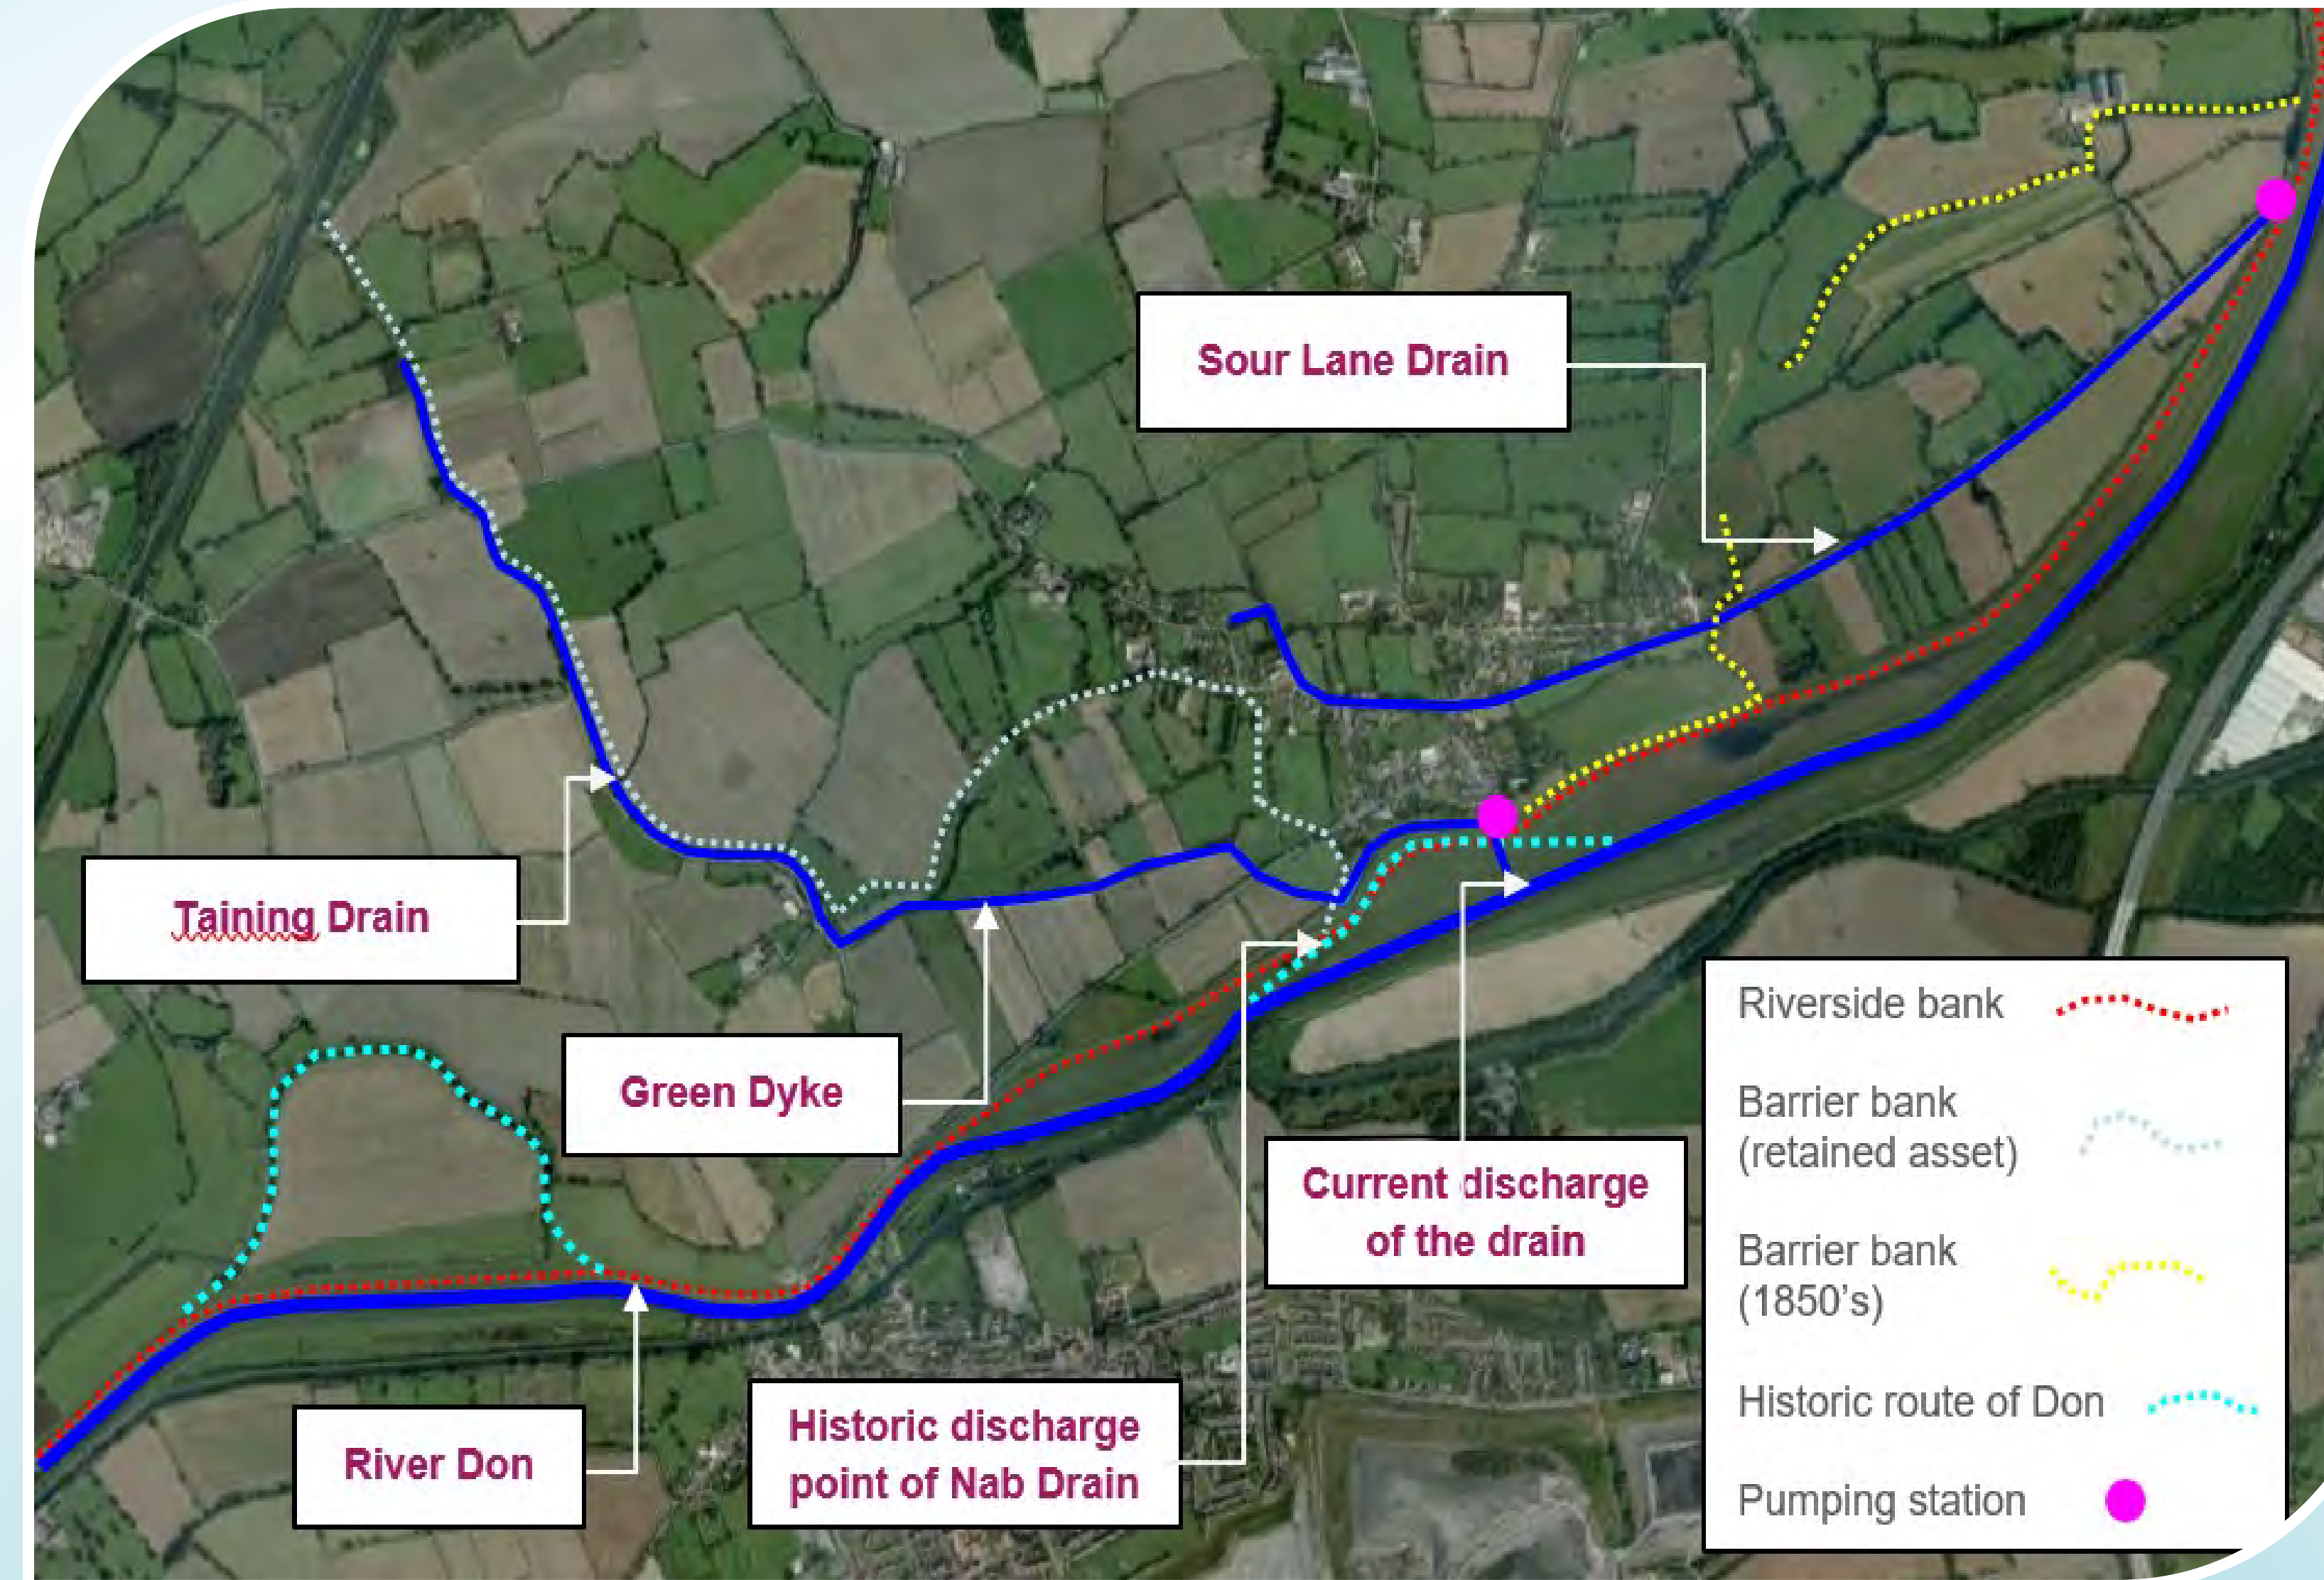 Sour Lane Drain
Taining Drain
Green Dyke
River Don
Historic discharge
point of Nab Drain
Current discharge
of the drain
Riverside bank
Barrier bank
(retained asset)
Barrier bank
(1850's)
Historic route of Don
Pumping station